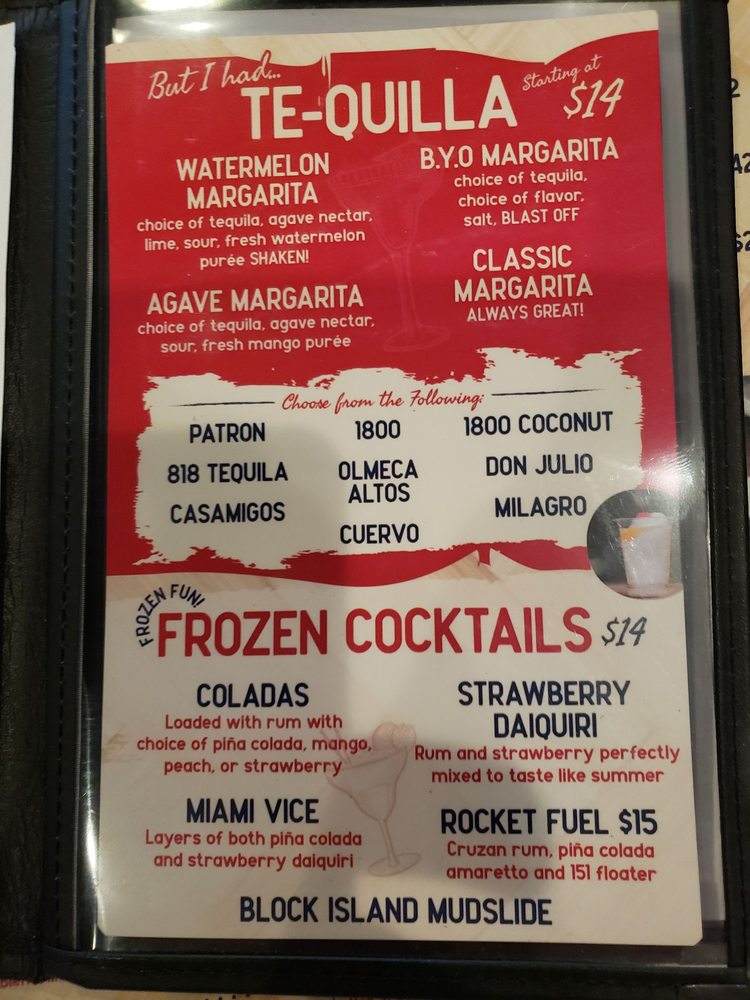 But I had...
TE-QUILLA
Starting at
$14
WATERMELON
MARGARITA
choice of tequila, agave nectar,
lime, sour, fresh watermelon
purée SHAKEN!
B.Y.O MARGARITA
choice of tequila,
choice of flavor,
salt, BLAST OFF
AGAVE MARGARITA
choice of tequila, agave nectar,
sour, fresh mango purée
CLASSIC
MARGARITA
ALWAYS GREAT!
Choose from the Following:
PATRON
1800
1800 COCONUT
818 TEQUILA
OLMECA
ALTOS
DON JULIO
CASAMIGOS
CUERVO
MILAGRO
FROZEN FUN!
FROZEN COCKTAILS $14
COLADAS
Loaded with rum with
choice of piña colada, mango,
peach, or strawberry
STRAWBERRY
DAIQUIRI
Rum and strawberry perfectly
mixed to taste like summer
MIAMI VICE
Layers of both piña colada
and strawberry daiquiri
ROCKET FUEL $15
Cruzan rum, piña colada
amaretto and 151 floater
BLOCK ISLAND MUDSLIDE